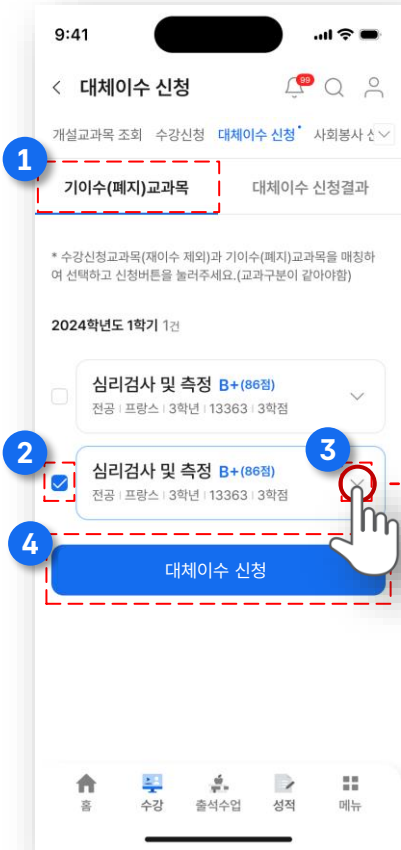 9:41
대체이수 신청
99
개설교과목 조회 수강신청 대체이수 신청 사회봉사
1
기이수(폐지)교과목 대체이수 신청결과
* 수강신청교과목(재이수 제외)과 기이수(폐지)교과목을 매칭하
여 선택하고 신청버튼을 눌러주세요.(교과구분이 같아야함)
2024학년도 1학기 1건
심리검사 및 측정 B+(86점)
전공 | 프랑스 | 3학년 | 13363 | 3학점
2
3
심리검사 및 측정 B+(86점)
전공 | 프랑스 | 3학년 | 13363 | 3학점
4
대체이수 신청
홈 수강 출석수업 성적 메뉴